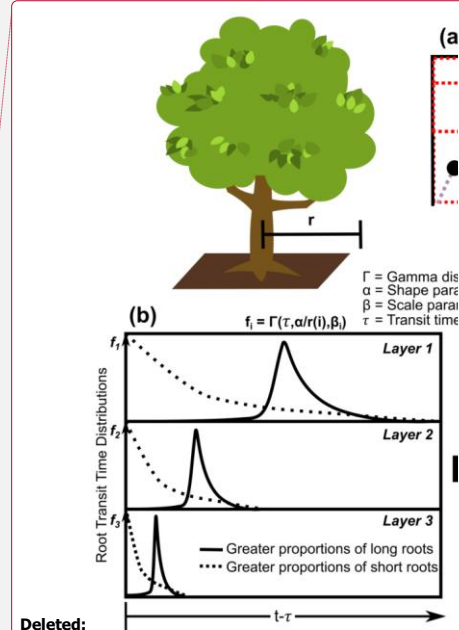 (a
r
Γ = Gamma dis
α = Shape para
β = Scale param
τ = Transit time
(b)
fᵢ = Γ(τ,α/r(i),βᵢ)
f₁
Layer 1
f₂
Layer 2
f₃
Layer 3
Root Transit Time Distributions
Greater proportions of long roots
Greater proportions of short roots
t-τ
Deleted: